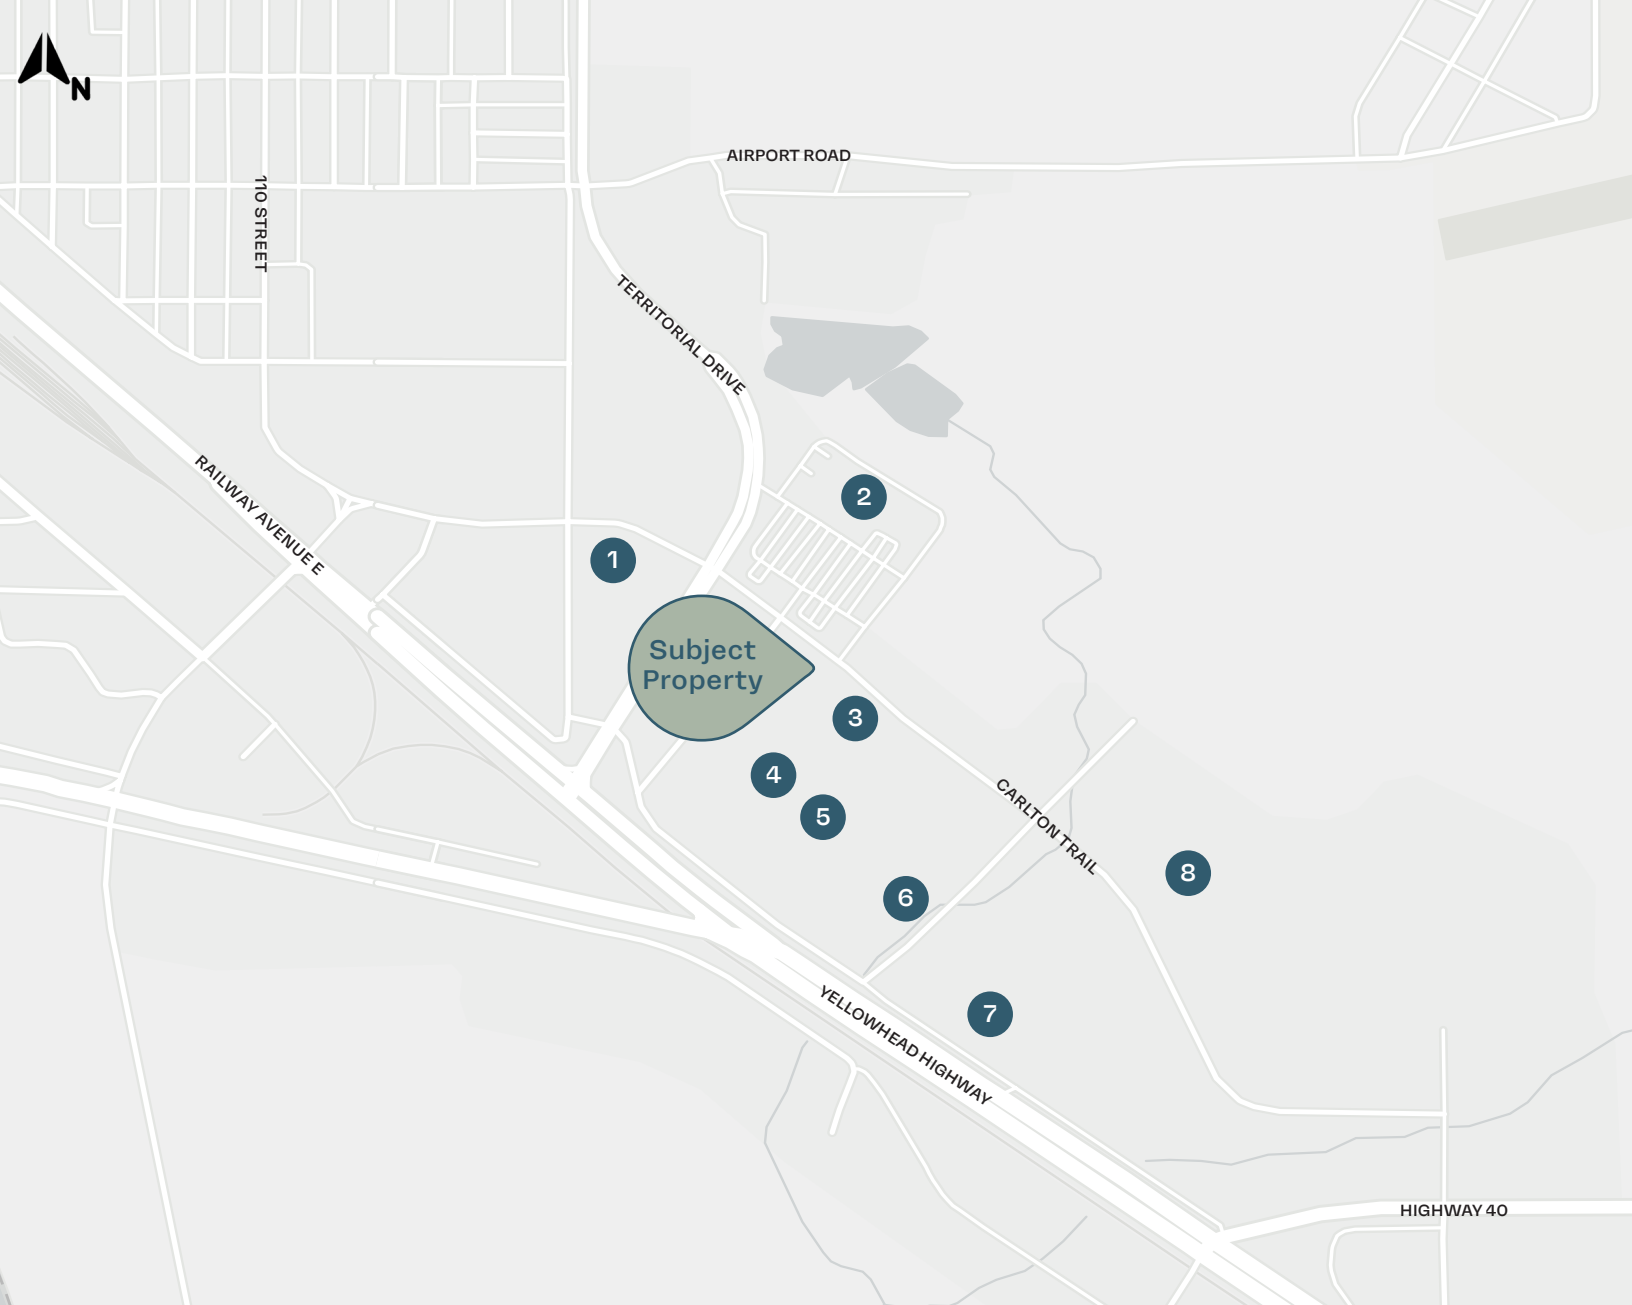 N
AIRPORT ROAD
110 STREET
TERRITORIAL DRIVE
RAILWAY AVENUE E
2
1
Subject
Property
3
4
5
CARLTON TRAIL
8
6
7
YELLOWHEAD HIGHWAY
HIGHWAY 40